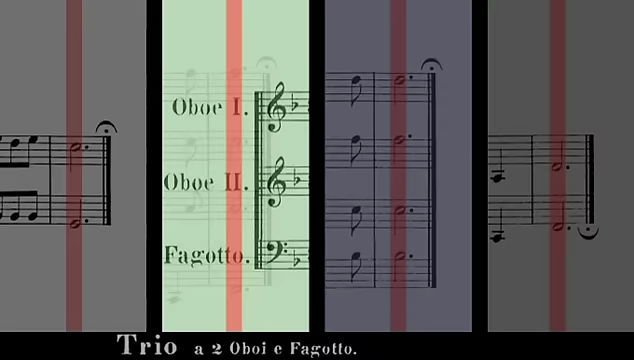 Oboe I.
Oboe II.
Fagotto.
Trio a 2 Oboi e Fagotto.